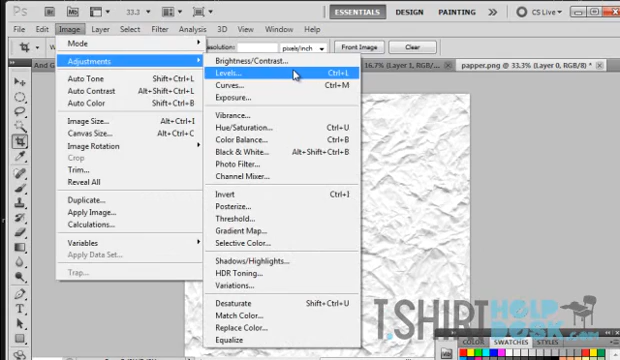 Ps
Br
Mb
33.3
ESSENTIALS
DESIGN
PAINTING
CS Live
File
Edit
Image
Layer
Select
Filter
Analysis
3D
View
Window
Help
esolution:
pixels/inch
Front Image
Clear
And G
16.7% (Layer 1, RGB/
papper.png @ 33.3% (Layer 0, RGB/8) *
Mode
Adjustments
Auto Tone Shift+Ctrl+L
Auto Contrast Alt+Shift+Ctrl+L
Auto Color Shift+Ctrl+B
Image Size... Alt+Ctrl+I
Canvas Size... Alt+Ctrl+C
Image Rotation
Crop
Trim...
Reveal All
Duplicate...
Apply Image...
Calculations...
Variables
Apply Data Set...
Trap...
Brightness/Contrast...
Levels... Ctrl+L
Curves... Ctrl+M
Exposure...
Vibrance...
Hue/Saturation... Ctrl+U
Color Balance... Ctrl+B
Black & White... Alt+Shift+Ctrl+B
Photo Filter...
Channel Mixer...
Invert Ctrl+I
Posterize...
Threshold...
Gradient Map...
Selective Color...
Shadows/Highlights...
HDR Toning...
Variations...
Desaturate Shift+Ctrl+U
Match Color...
Replace Color...
Equalize
T.SHIRT HELP DESK.com
COLOR
SWATCHES
STYLES